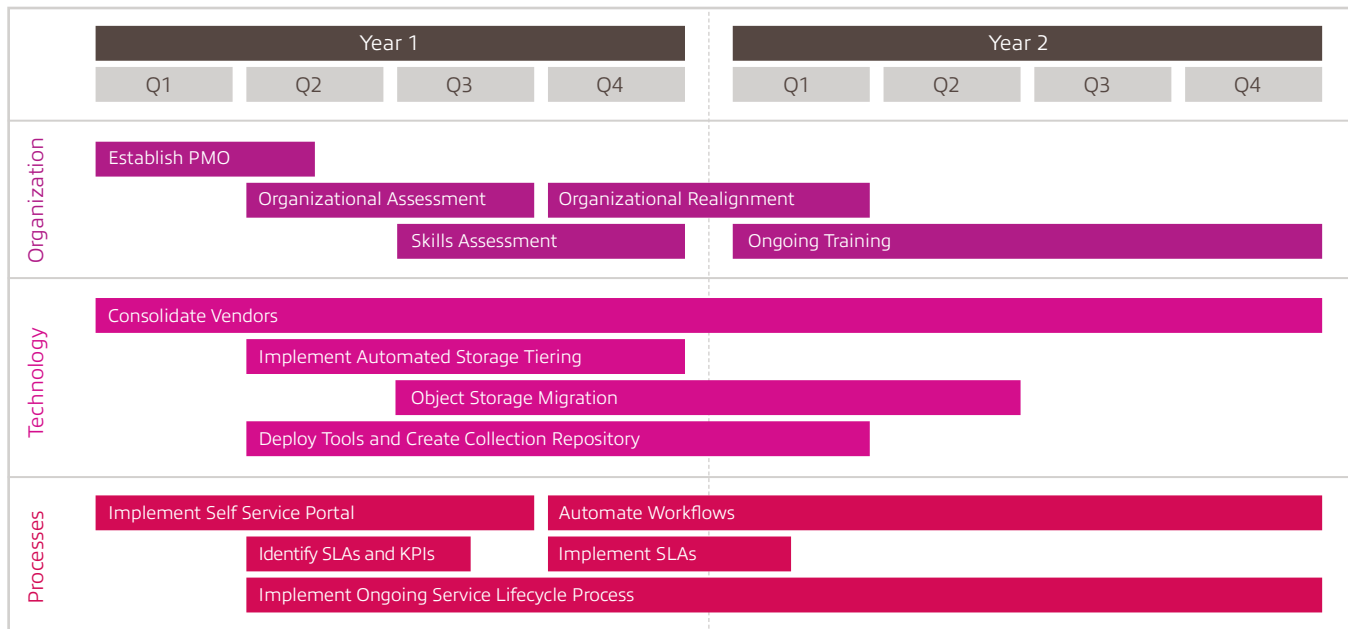 Year 1
Year 2
Q1
Q2
Q3
Q4
Q1
Q2
Q3
Q4
Organization
Establish PMO
Organizational Assessment
Organizational Realignment
Skills Assessment
Ongoing Training
Technology
Consolidate Vendors
Implement Automated Storage Tiering
Object Storage Migration
Deploy Tools and Create Collection Repository
Processes
Implement Self Service Portal
Automate Workflows
Identify SLAs and KPIs
Implement SLAs
Implement Ongoing Service Lifecycle Process